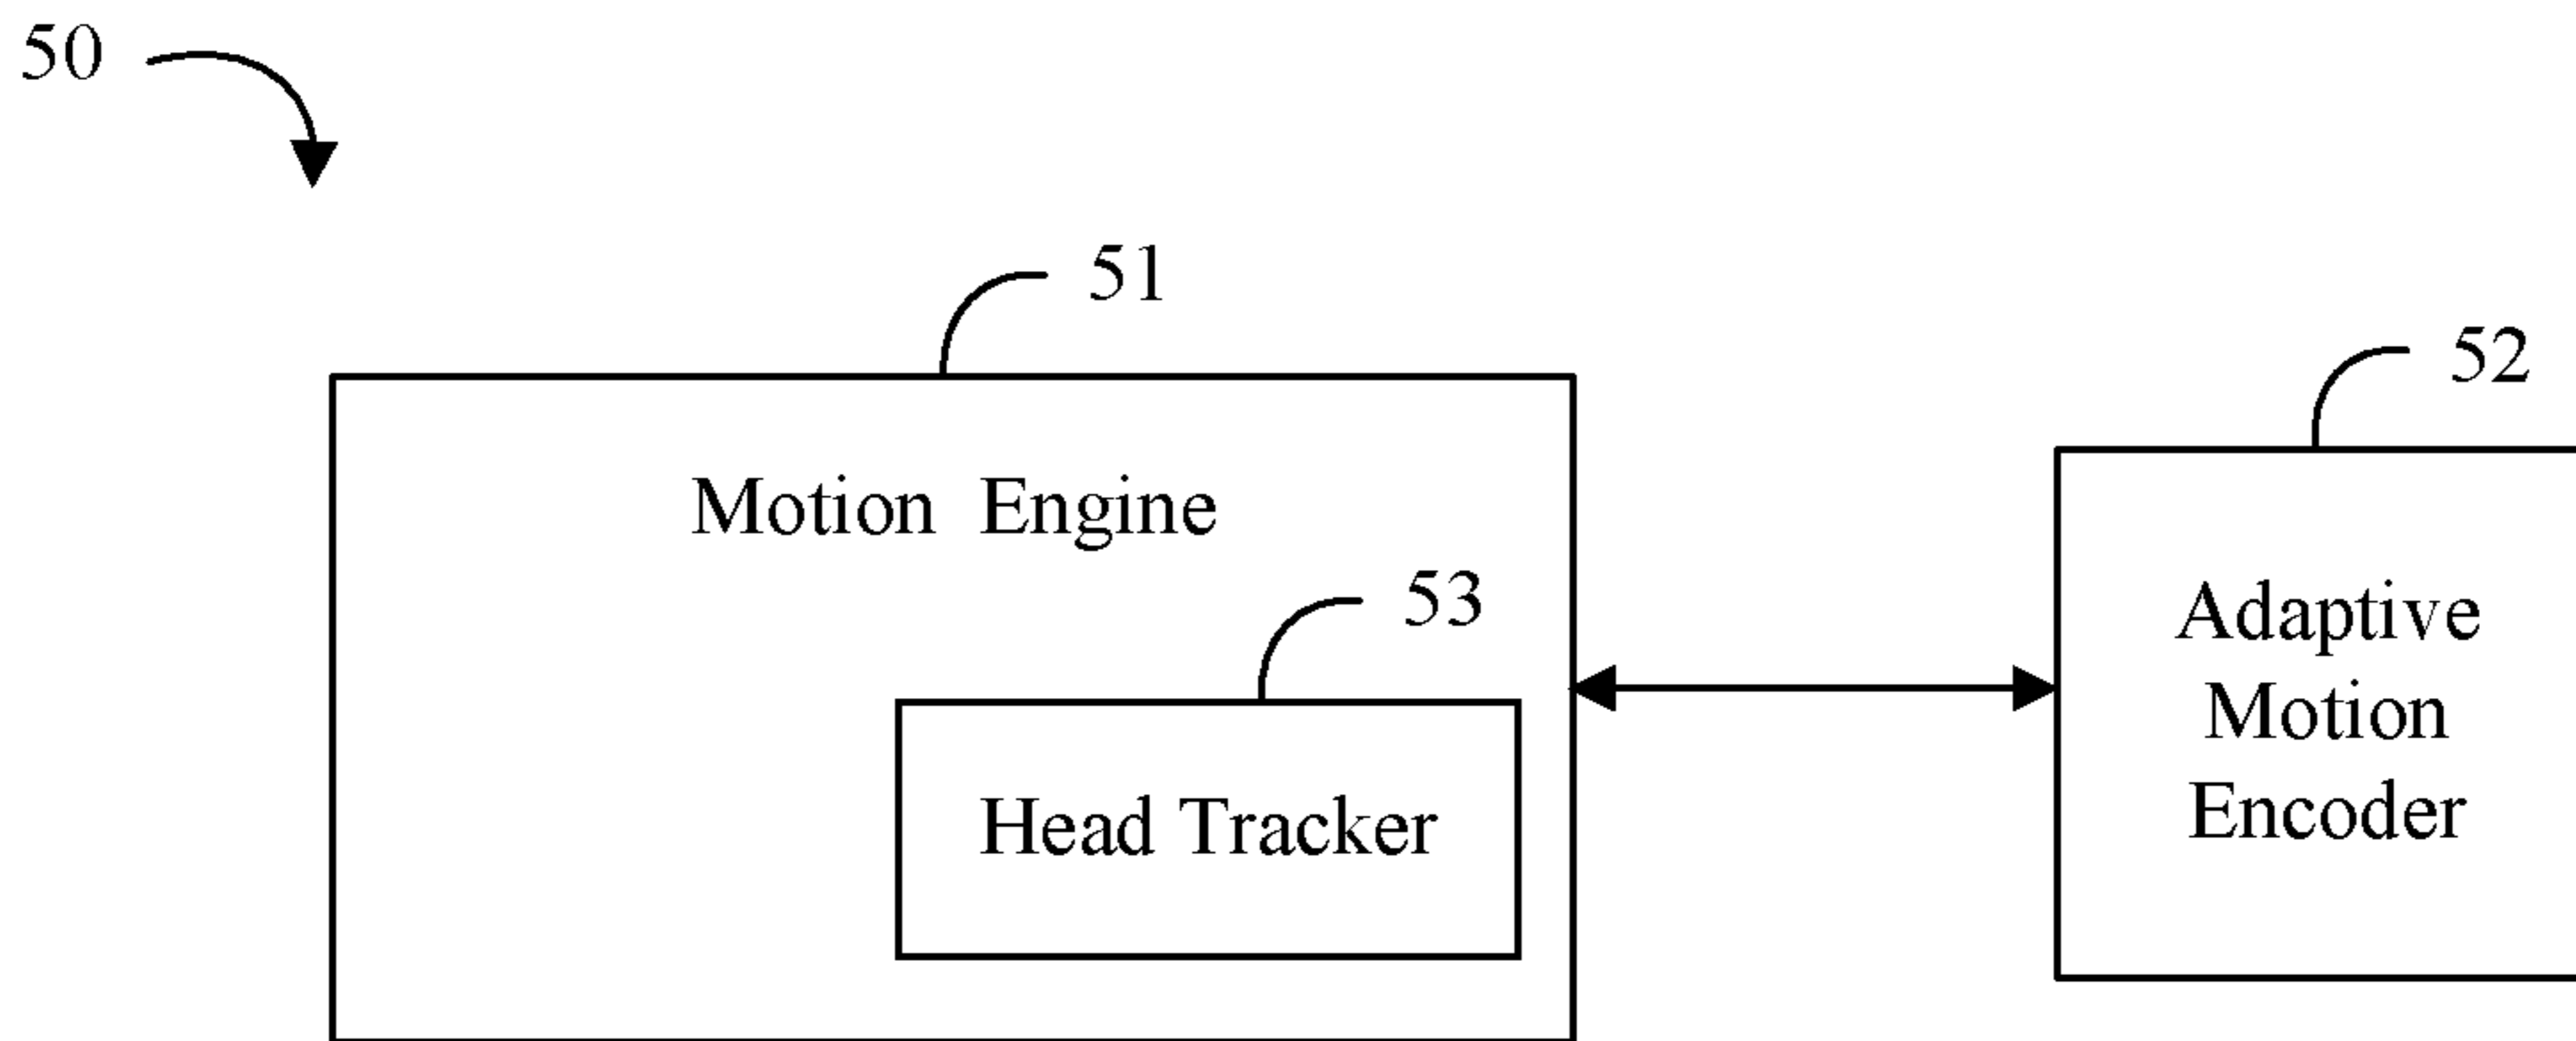 50
51
52
Motion Engine
53
Adaptive
Motion
Encoder
Head Tracker